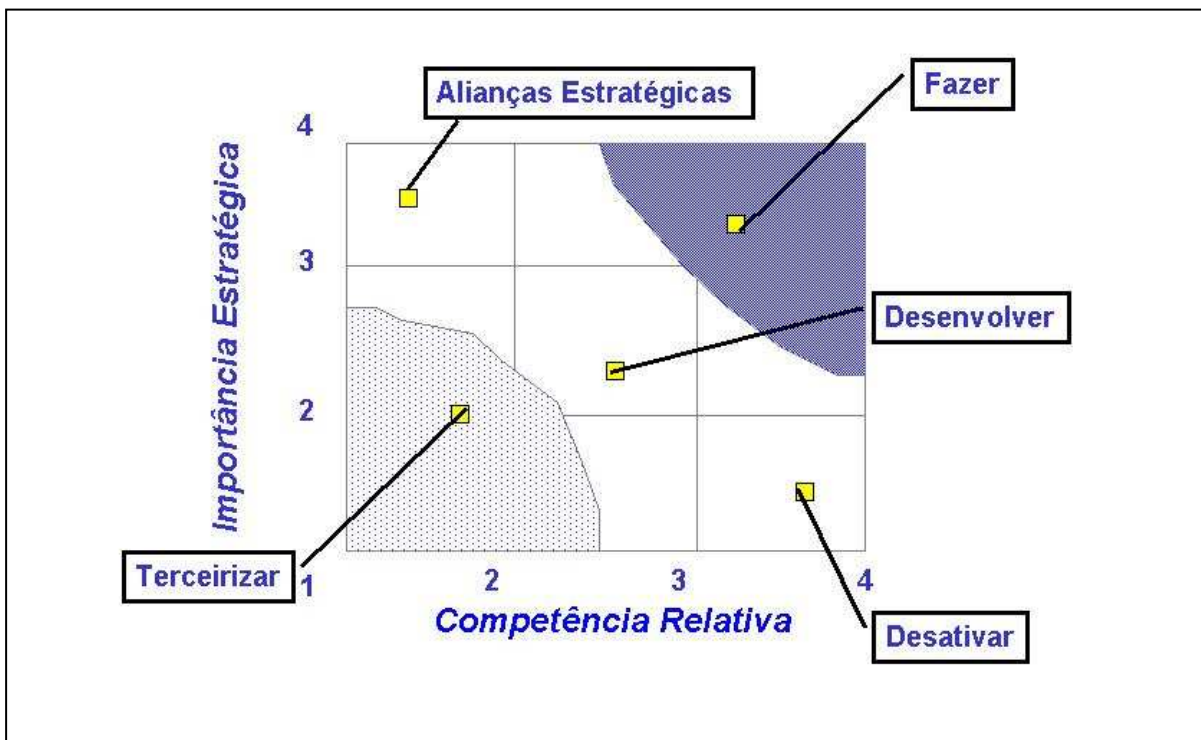 Alianças Estratégicas
Fazer
4
3
2
1
Importância Estratégica
Desenvolver
Terceirizar
2
3
4
Competência Relativa
Desativar